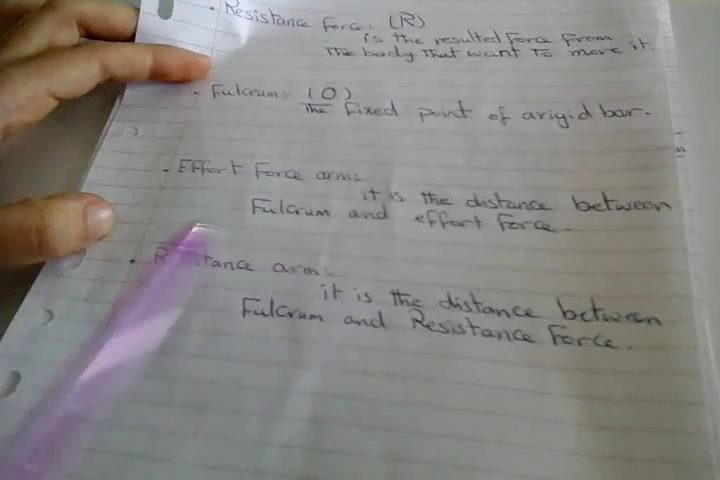 . Resistance Force: (R)
is the resulted Force from
The body that want to move it.
. Fulcrum: (O)
The fixed point of a rigid bar.
. Effort Force arm:
it is the distance between
Fulcrum and effort Force.
. Resistance arm:
it is the distance between
Fulcrum and Resistance Force.